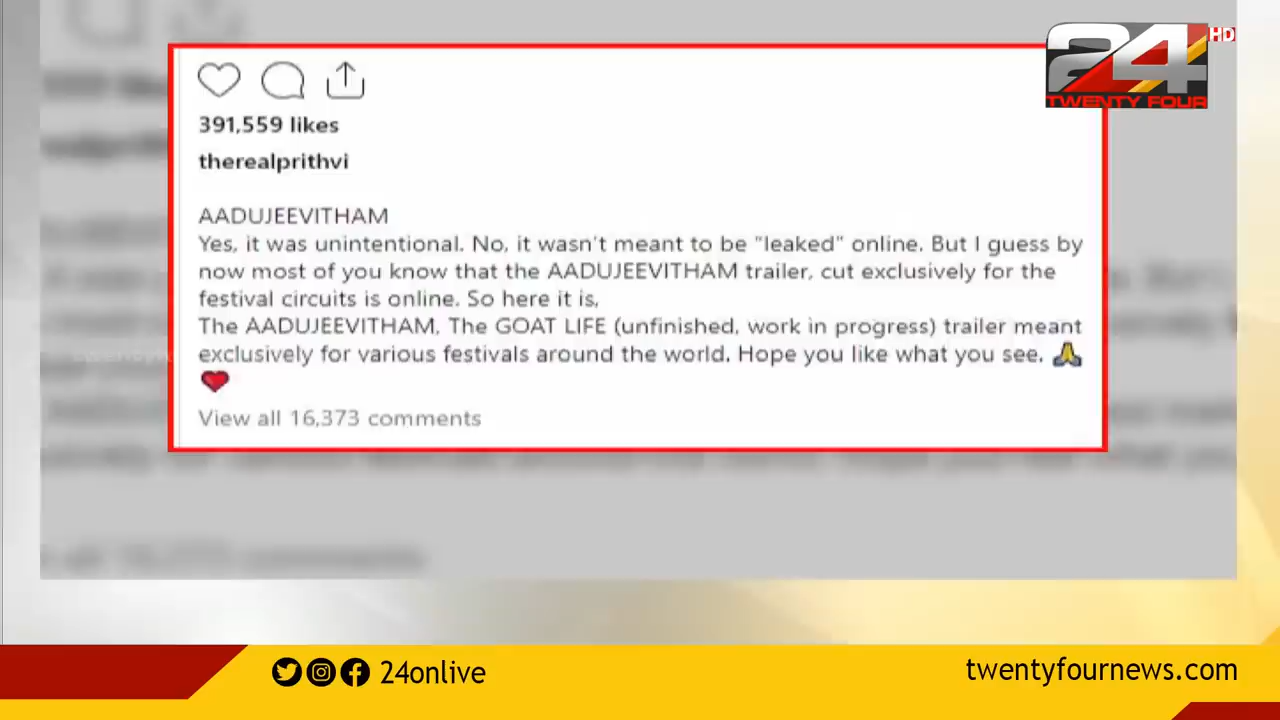 24 HD
TWENTY FOUR
391,559 likes
therealprithvi
AADUJEEVITHAM
Yes, it was unintentional. No, it wasn't meant to be "leaked" online. But I guess by
now most of you know that the AADUJEEVITHAM trailer, cut exclusively for the
festival circuits is online. So here it is,
The AADUJEEVITHAM, The GOAT LIFE (unfinished, work in progress) trailer meant
exclusively for various festivals around the world. Hope you like what you see. 🙏
❤️
View all 16,373 comments
24onlive
twentyfournews.com